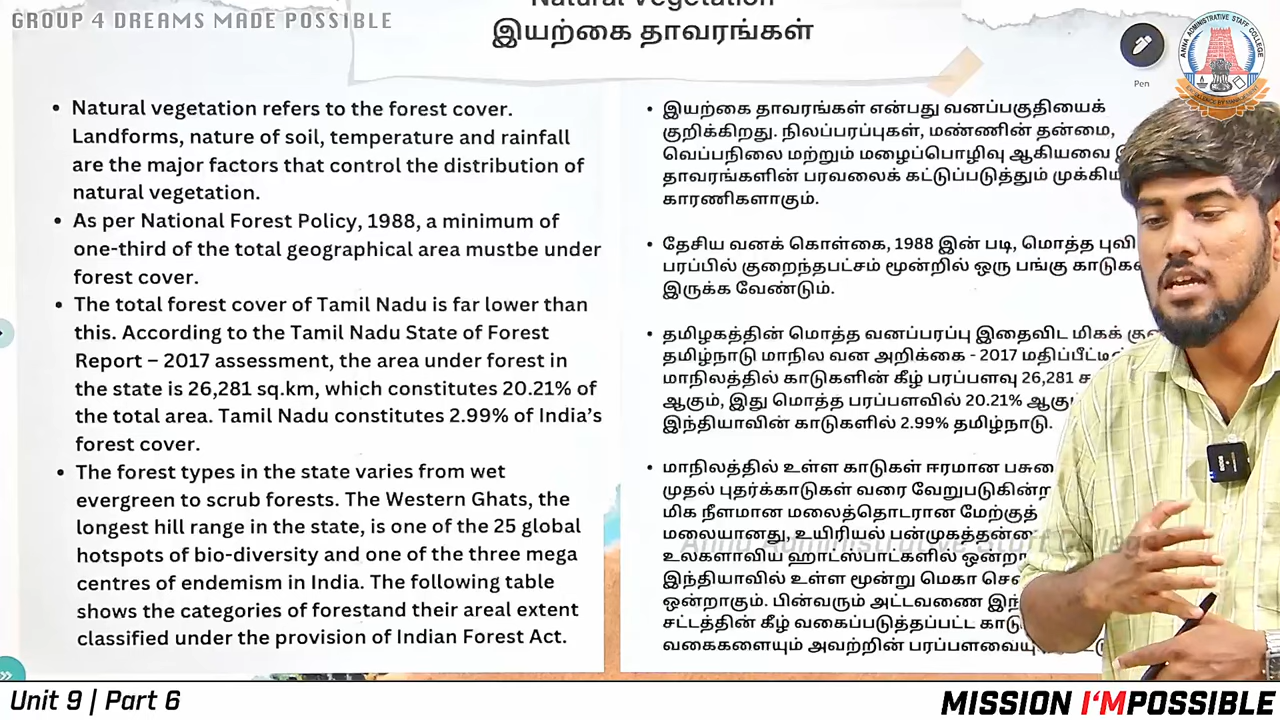 GROUP 4 DREAMS MADE POSSIBLE
Natural Vegetation
இயற்கை தாவரங்கள்
Pen
ANNA ADMINISTRATIVE STAFF COLLEGE
• Natural vegetation refers to the forest cover.
Landforms, nature of soil, temperature and rainfall
are the major factors that control the distribution of
natural vegetation.
• As per National Forest Policy, 1988, a minimum of
one-third of the total geographical area mustbe under
forest cover.
• The total forest cover of Tamil Nadu is far lower than
this. According to the Tamil Nadu State of Forest
Report – 2017 assessment, the area under forest in
the state is 26,281 sq.km, which constitutes 20.21% of
the total area. Tamil Nadu constitutes 2.99% of India's
forest cover.
• The forest types in the state varies from wet
evergreen to scrub forests. The Western Ghats, the
longest hill range in the state, is one of the 25 global
hotspots of bio-diversity and one of the three mega
centres of endemism in India. The following table
shows the categories of forestand their areal extent
classified under the provision of Indian Forest Act.
• இயற்கை தாவரங்கள் என்பது வனப்பகுதியைக்
குறிக்கிறது. நிலப்பரப்புகள், மண்ணின் தன்மை,
வெப்பநிலை மற்றும் மழைப்பொழிவு ஆகியவை
தாவரங்களின் பரவலைக் கட்டுப்படுத்தும்
காரணிகளாகும்.
• தேசிய வனக் கொள்கை, 1988 இன் படி, மொத்த
பரப்பில் குறைந்தபட்சம் மூன்றில் ஒரு பங்கு
இருக்க வேண்டும்.
• தமிழகத்தின் மொத்த வனப்பரப்பு இதைவிட மிகக்
தமிழ்நாடு மாநில வன அறிக்கை - 2017
மாநிலத்தில் காடுகளின் கீழ் பரப்பளவு 26,281
ஆகும், இது மொத்த பரப்பளவில் 20.21%
இந்தியாவின் காடுகளில் 2.99% தமிழ்நாடு.
• மாநிலத்தில் உள்ள காடுகள் ஈரமான
முதல் புதர்க்காடுகள் வரை
மிக நீளமான மலைத்தொடரான மேற்குத்
மலையானது, உயிரியல்
உலகளாவிய ஹாட்ஸ்பாட்களில்
இந்தியாவில் உள்ள மூன்று மெகா
ஒன்றாகும். பின்வரும் அட்டவணை
சட்டத்தின் கீழ் வகைப்படுத்தப்பட்ட
வகைகளையும் அவற்றின்
Anna Administrative Staff College
Unit 9 | Part 6
MISSION I'MPOSSIBLE